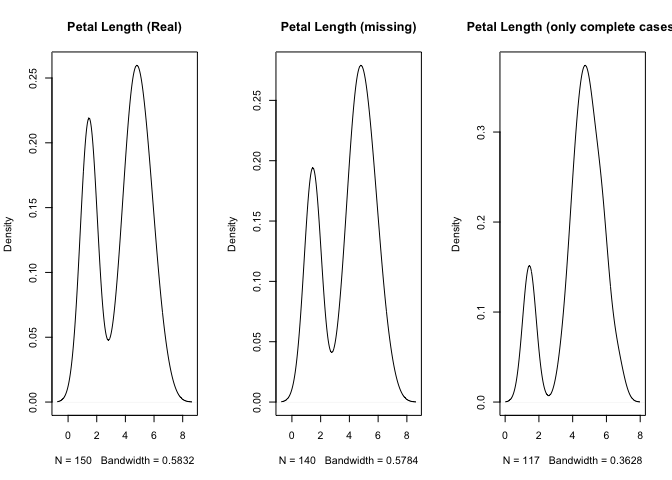 Petal Length (Real)
Density
0.00 0.05 0.10 0.15 0.20 0.25
0 2 4 6 8
N = 150 Bandwidth = 0.5832
Petal Length (missing)
Density
0.00 0.05 0.10 0.15 0.20 0.25
0 2 4 6 8
N = 140 Bandwidth = 0.5784
Petal Length (only complete cases
Density
0.0 0.1 0.2 0.3
0 2 4 6 8
N = 117 Bandwidth = 0.3628